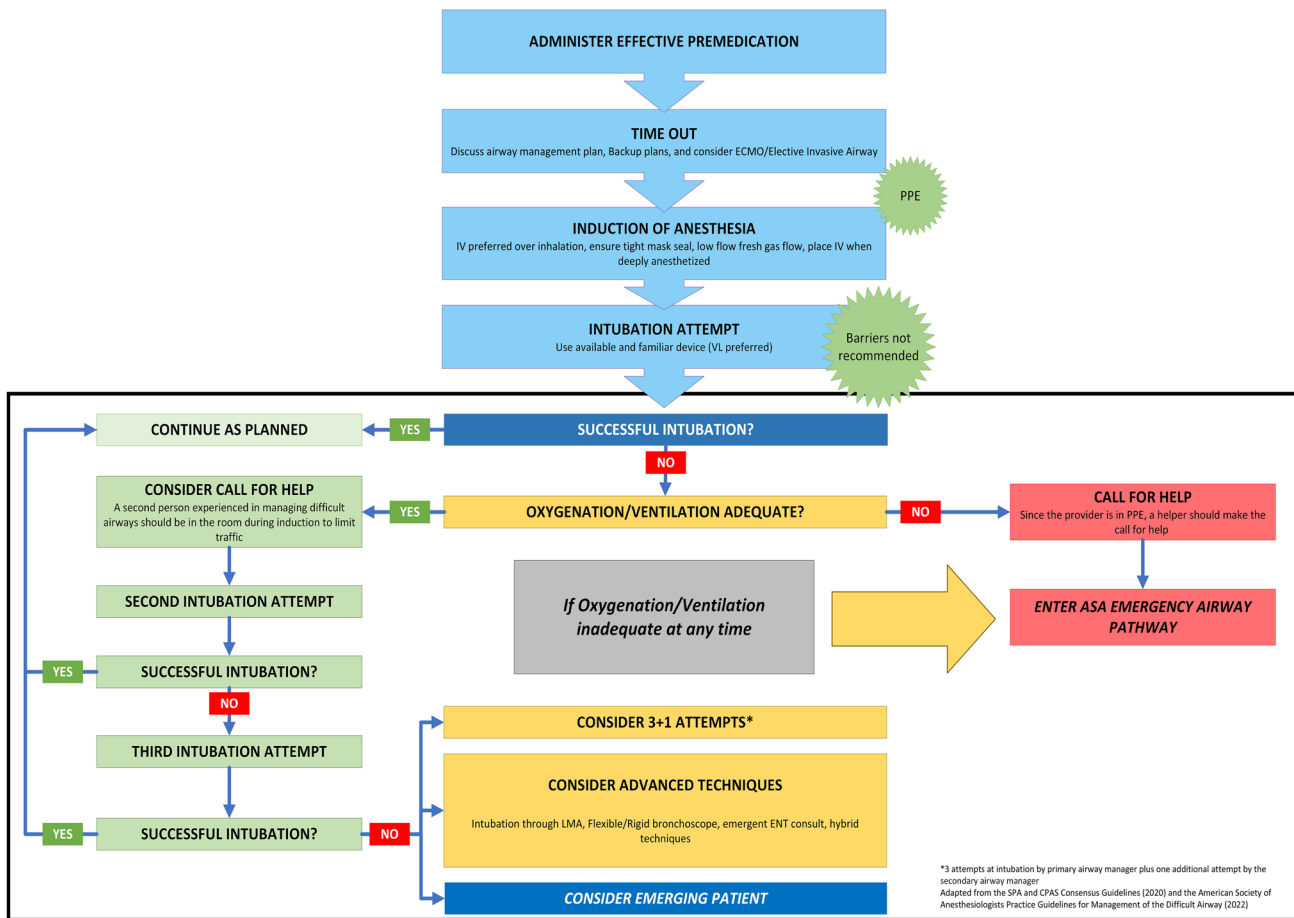 ADMINISTER EFFECTIVE PREMEDICATION
TIME OUT
Discuss airway management plan, Backup plans, and consider ECMO/Elective Invasive Airway
PPE
INDUCTION OF ANESTHESIA
IV preferred over inhalation, ensure tight mask seal, low flow fresh gas flow, place IV when
deeply anesthetized
INTUBATION ATTEMPT
Use available and familiar device (VL preferred)
Barriers not
recommended
CONTINUE AS PLANNED
YES
SUCCESSFUL INTUBATION?
NO
CONSIDER CALL FOR HELP
A second person experienced in managing difficult
airways should be in the room during induction to limit
traffic
YES
OXYGENATION/VENTILATION ADEQUATE?
NO
CALL FOR HELP
Since the provider is in PPE, a helper should make the
call for help
SECOND INTUBATION ATTEMPT
If Oxygenation/Ventilation
inadequate at any time
ENTER ASA EMERGENCY AIRWAY
PATHWAY
YES
SUCCESSFUL INTUBATION?
NO
THIRD INTUBATION ATTEMPT
YES
SUCCESSFUL INTUBATION?
NO
CONSIDER 3+1 ATTEMPTS*
CONSIDER ADVANCED TECHNIQUES
Intubation through LMA, Flexible/Rigid bronchoscope, emergent ENT consult, hybrid
techniques
CONSIDER EMERGING PATIENT
*3 attempts at intubation by primary airway manager plus one additional attempt by the
secondary airway manager
Adapted from the SPA and CPAS Consensus Guidelines (2020) and the American Society of
Anesthesiologists Practice Guidelines for Management of the Difficult Airway (2022)